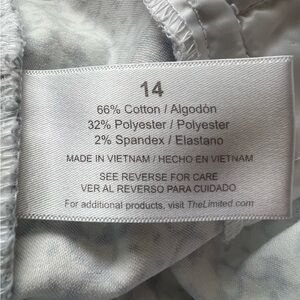 14
66% Cotton / Algodón
32% Polyester / Polyester
2% Spandex / Elastano
MADE IN VIETNAM / HECHO EN VIETNAM
SEE REVERSE FOR CARE
VER AL REVERSO PARA CUIDADO
For additional products, visit TheLimited.com